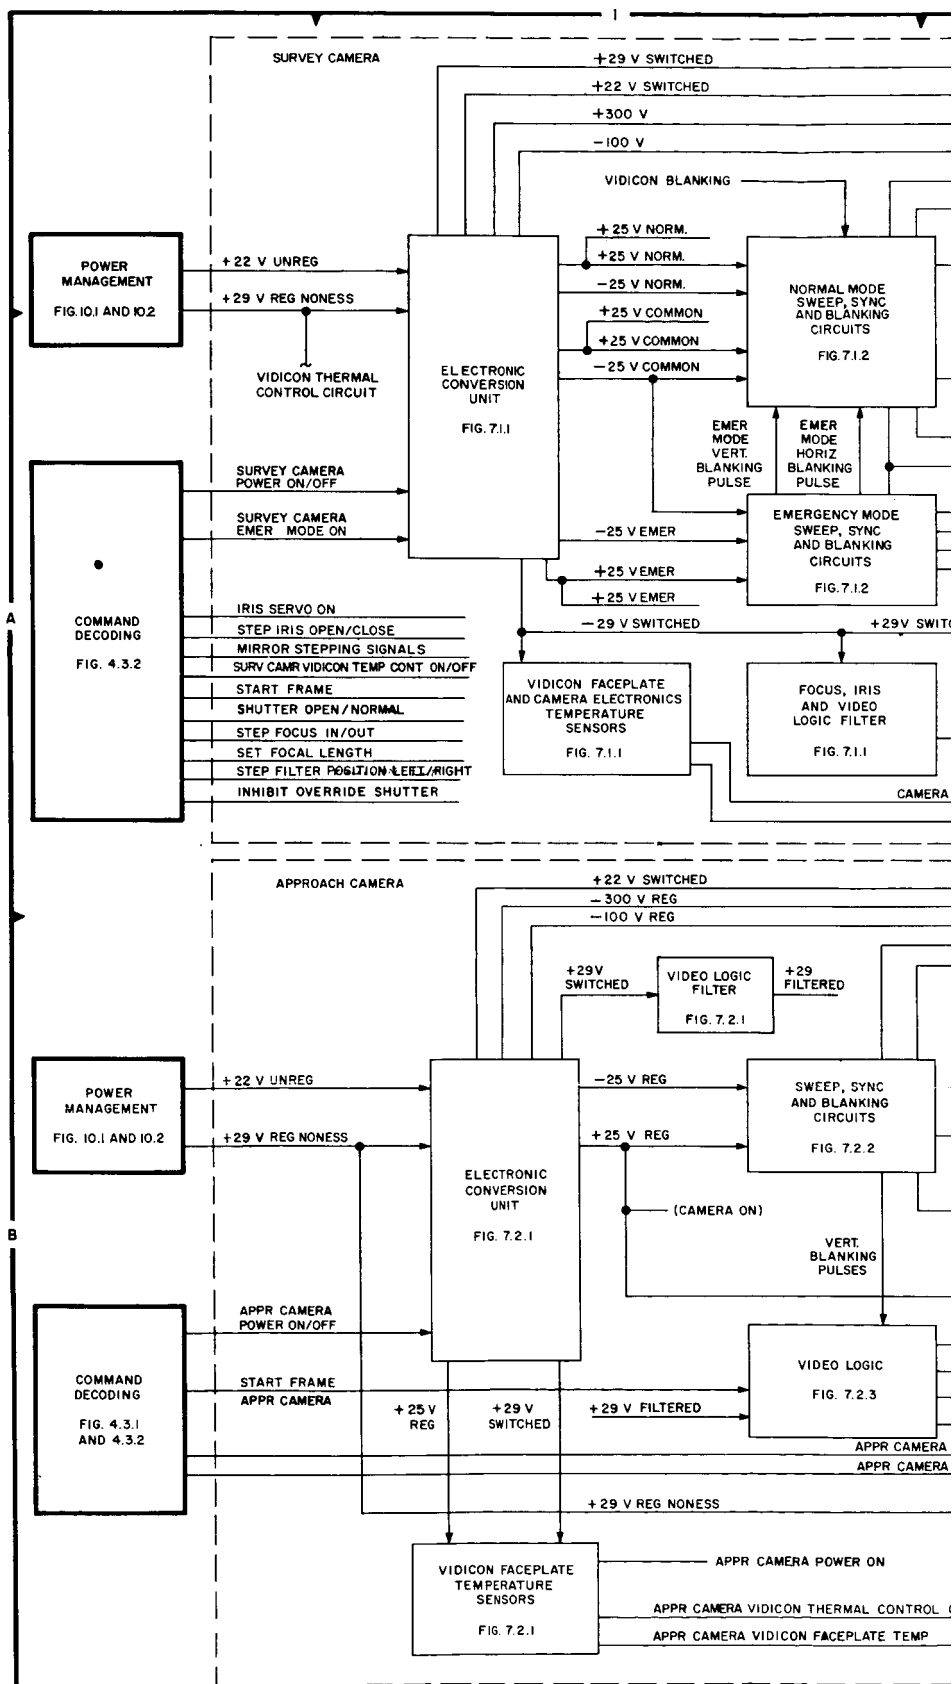 1
SURVEY CAMERA
+29 V SWITCHED
+22 V SWITCHED
+300 V
-100 V
VIDICON BLANKING
POWER
MANAGEMENT
FIG. 10.1 AND 10.2
+22 V UNREG
+29 V REG NONESS
VIDICON THERMAL
CONTROL CIRCUIT
ELECTRONIC
CONVERSION
UNIT
FIG. 7.1.1
+25 V NORM.
+25 V NORM.
-25 V NORM.
+25 V COMMON
+25 V COMMON
-25 V COMMON
NORMAL MODE
SWEEP, SYNC
AND BLANKING
CIRCUITS
FIG. 7.1.2
EMER
MODE
VERT.
BLANKING
PULSE
EMER
MODE
HORIZ
BLANKING
PULSE
SURVEY CAMERA
POWER ON/OFF
SURVEY CAMERA
EMER MODE ON
-25 V EMER
+25 V EMER
+25 V EMER
EMERGENCY MODE
SWEEP, SYNC
AND BLANKING
CIRCUITS
FIG. 7.1.2
A
COMMAND
DECODING
FIG. 4.3.2
IRIS SERVO ON
STEP IRIS OPEN/CLOSE
MIRROR STEPPING SIGNALS
SURV CAMR VIDICON TEMP CONT ON/OFF
START FRAME
SHUTTER OPEN/NORMAL
STEP FOCUS IN/OUT
SET FOCAL LENGTH
STEP FILTER POSITION LEFT/RIGHT
INHIBIT OVERRIDE SHUTTER
-29 V SWITCHED
+29V SWITC
VIDICON FACEPLATE
AND CAMERA ELECTRONICS
TEMPERATURE
SENSORS
FIG. 7.1.1
FOCUS, IRIS
AND VIDEO
LOGIC FILTER
FIG. 7.1.1
CAMERA
APPROACH CAMERA
+22 V SWITCHED
-300 V REG
-100 V REG
+29V
SWITCHED
VIDEO LOGIC
FILTER
FIG. 7.2.1
+29
FILTERED
POWER
MANAGEMENT
FIG. 10.1 AND 10.2
+22 V UNREG
+29 V REG NONESS
ELECTRONIC
CONVERSION
UNIT
FIG. 7.2.1
-25 V REG
+25 V REG
(CAMERA ON)
SWEEP, SYNC
AND BLANKING
CIRCUITS
FIG. 7.2.2
VERT.
BLANKING
PULSES
B
COMMAND
DECODING
FIG. 4.3.1
AND 4.3.2
APPR CAMERA
POWER ON/OFF
START FRAME
APPR CAMERA
+25 V
REG
+29V
SWITCHED
+29 V FILTERED
VIDEO LOGIC
FIG. 7.2.3
APPR CAMERA
APPR CAMERA
+29 V REG NONESS
VIDICON FACEPLATE
TEMPERATURE
SENSORS
FIG. 7.2.1
APPR CAMERA POWER ON
APPR CAMERA VIDICON THERMAL CONTROL
APPR CAMERA VIDICON FACEPLATE TEMP